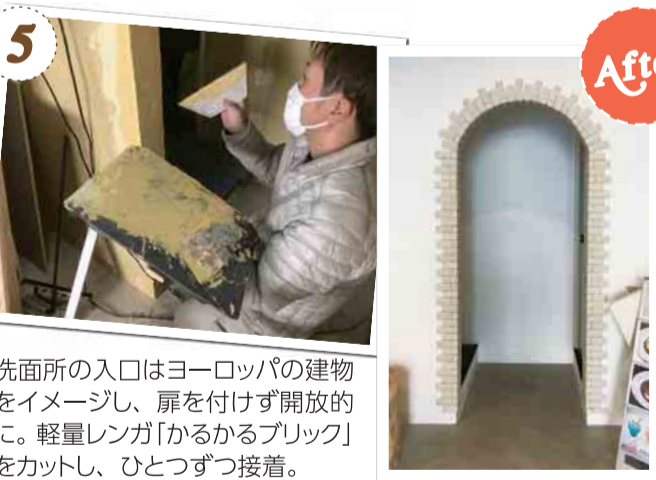 5
洗面所の入口はヨーロッパの建物
をイメージし、扉を付けず開放的
に。軽量レンガ「かるかるブリック」
をカットし、ひとつずつ接着。
Afte